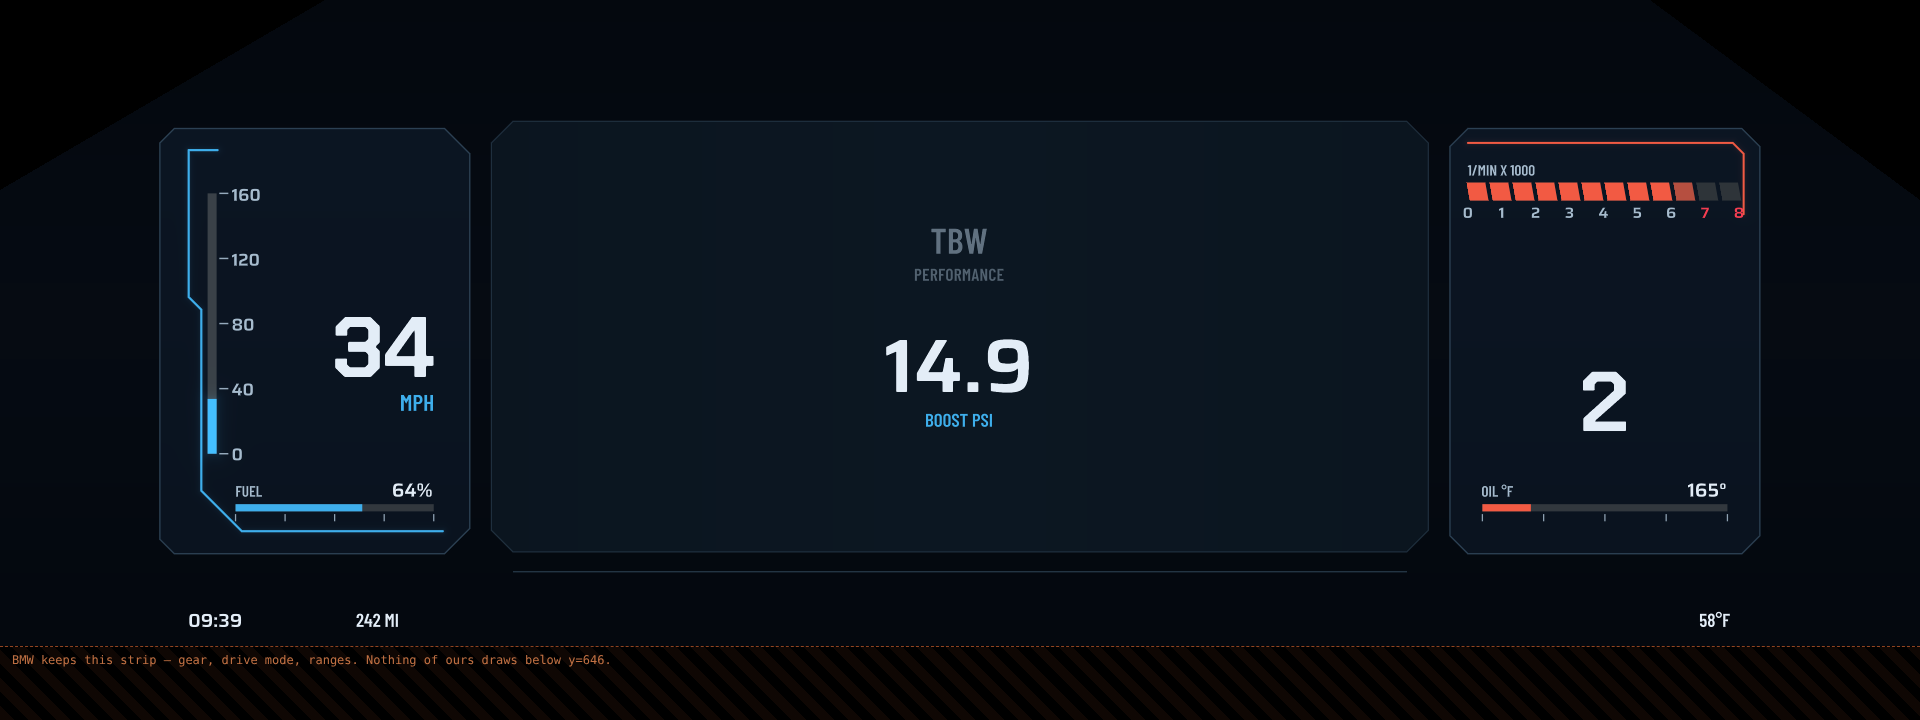 160
120
80
40
0
34
MPH
FUEL 64%
TBW
PERFORMANCE
14.9
BOOST PSI
1/MIN X 1000
0 1 2 3 4 5 6 7 8
2
OIL °F 165°
09:39 242 MI 58°F
BMW keeps this strip — gear, drive mode, ranges. Nothing of ours draws below y=646.